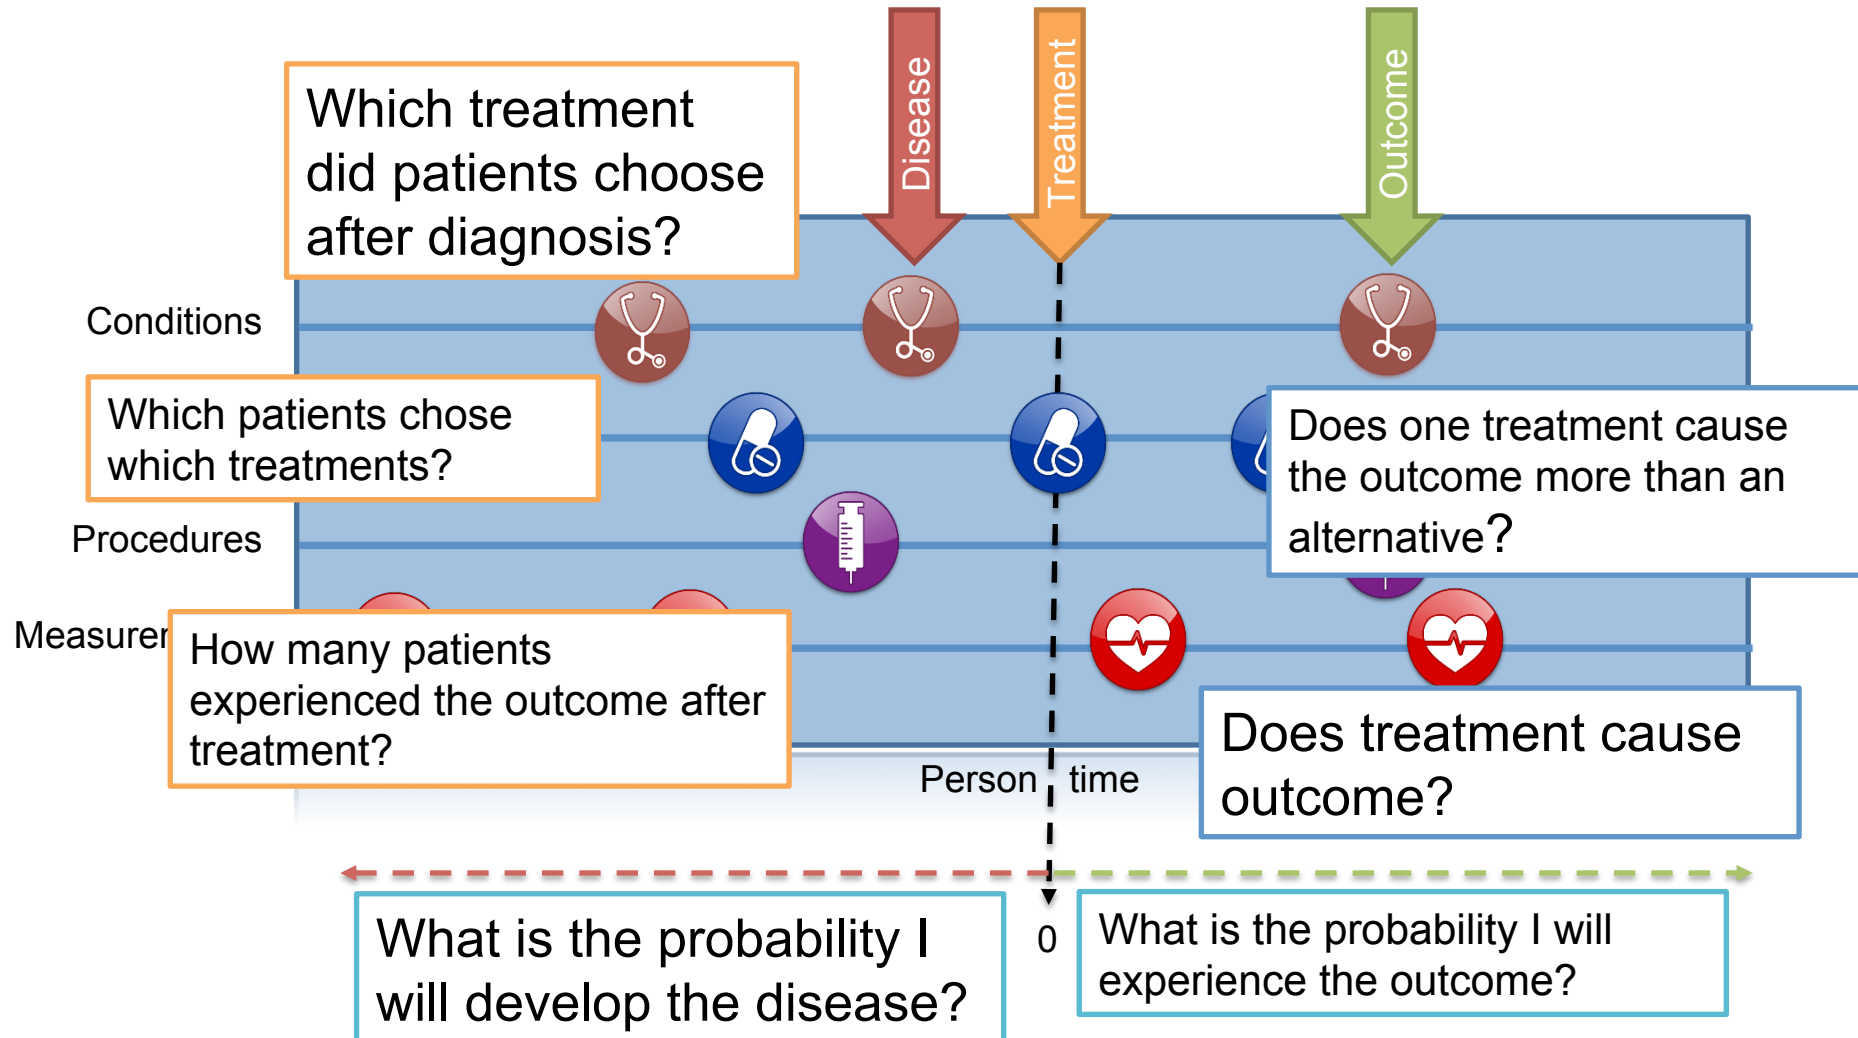 Disease
Treatment
Outcome
Which treatment
did patients choose
after diagnosis?
Conditions
Which patients chose
which treatments?
Does one treatment cause
the outcome more than an
alternative?
Procedures
How many patients
experienced the outcome after
treatment?
Does treatment cause
outcome?
Person time
0
What is the probability I
will develop the disease?
What is the probability I will
experience the outcome?